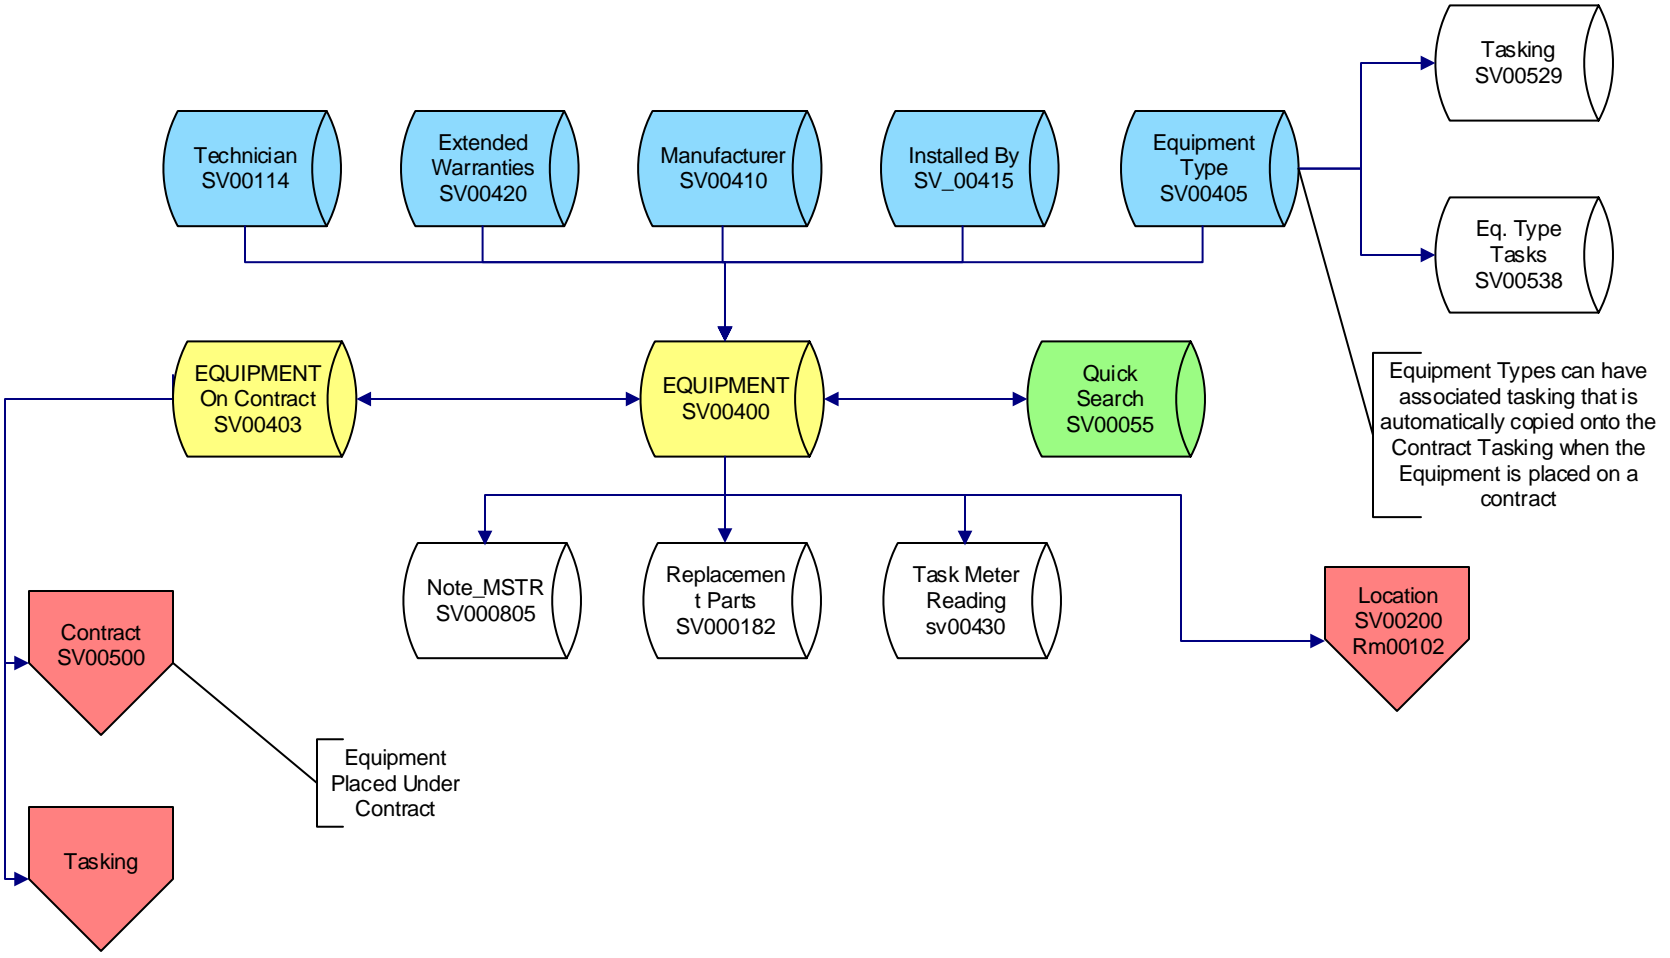 Tasking
SV00529
Technician
SV00114
Extended
Warranties
SV00420
Manufacturer
SV00410
Installed By
SV_00415
Equipment
Type
SV00405
Eq. Type
Tasks
SV00538
EQUIPMENT
On Contract
SV00403
EQUIPMENT
SV00400
Quick
Search
SV00055
Equipment Types can have
associated tasking that is
automatically copied onto the
Contract Tasking when the
Equipment is placed on a
contract
Note_MSTR
SV000805
Replacemen
t Parts
SV000182
Task Meter
Reading
sv00430
Location
SV00200
Rm00102
Contract
SV00500
Equipment
Placed Under
Contract
Tasking